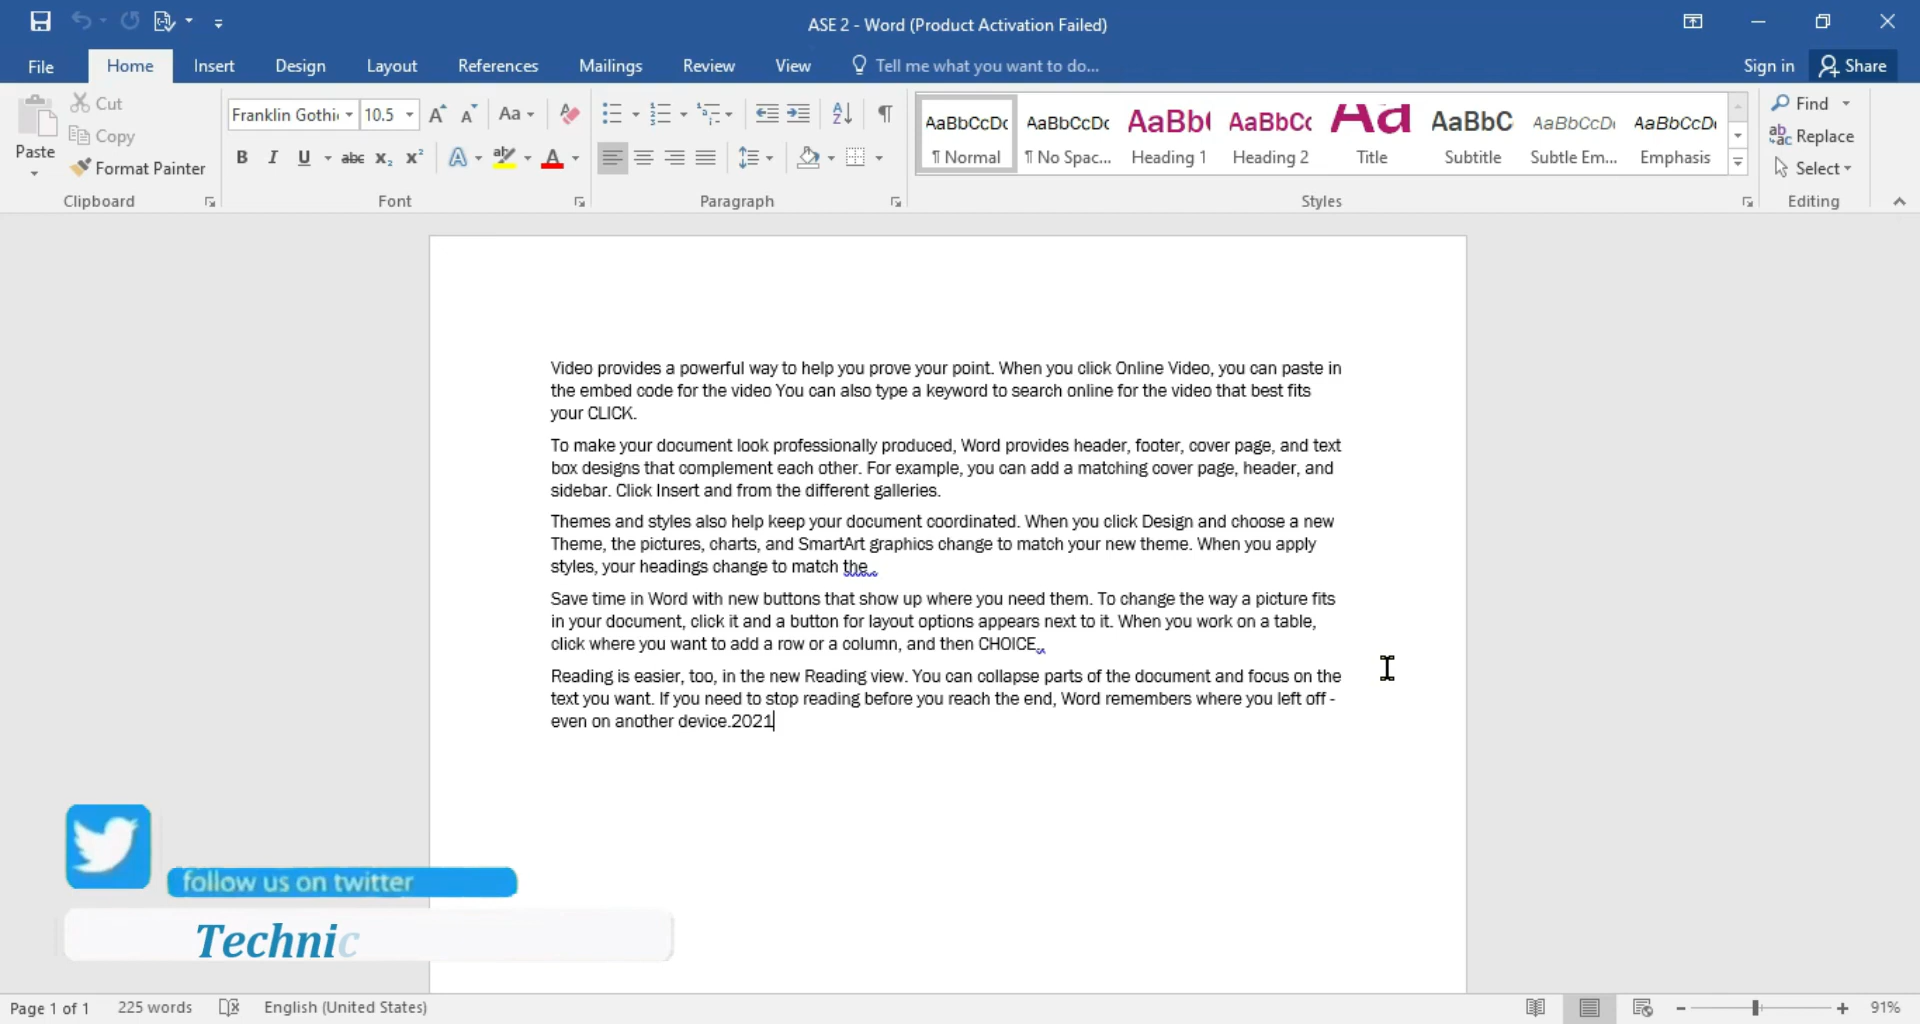 ASE 2 - Word (Product Activation Failed)
File Home Insert Design Layout References Mailings Review View Tell me what you want to do... Sign in Share
Paste
Cut
Copy
Format Painter
Clipboard
Franklin Gothi 10.5 Aa
B I U abc x₂ x² A ab A
Font
Paragraph
AaBbCcDc AaBbCcDc AaBb( AaBbCc Aa AaBbC AaBbCcDi AaBbCcDi
¶ Normal ¶ No Spac... Heading 1 Heading 2 Title Subtitle Subtle Em... Emphasis
Styles
Find
Replace
Select
Editing
Video provides a powerful way to help you prove your point. When you click Online Video, you can paste in
the embed code for the video You can also type a keyword to search online for the video that best fits
your CLICK.
To make your document look professionally produced, Word provides header, footer, cover page, and text
box designs that complement each other. For example, you can add a matching cover page, header, and
sidebar. Click Insert and from the different galleries.
Themes and styles also help keep your document coordinated. When you click Design and choose a new
Theme, the pictures, charts, and SmartArt graphics change to match your new theme. When you apply
styles, your headings change to match the .
Save time in Word with new buttons that show up where you need them. To change the way a picture fits
in your document, click it and a button for layout options appears next to it. When you work on a table,
click where you want to add a row or a column, and then CHOICE..
Reading is easier, too, in the new Reading view. You can collapse parts of the document and focus on the
text you want. If you need to stop reading before you reach the end, Word remembers where you left off -
even on another device.2021
follow us on twitter
Technic
Page 1 of 1 225 words English (United States) 91%